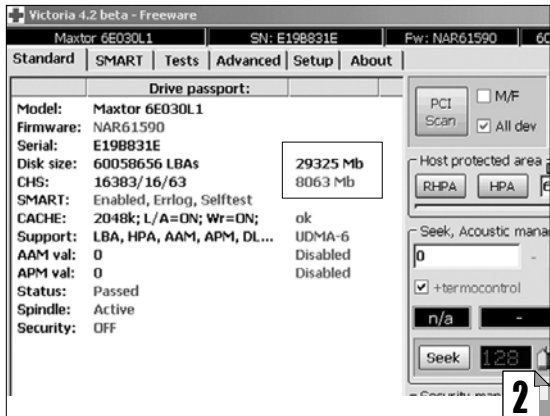 Victoria 4.2 beta - Freeware
Maxtor 6E030L1 SN: E19B831E Fw: NAR61590 60
Standard SMART Tests Advanced Setup About
Drive passport:
Model: Maxtor 6E030L1
Firmware: NAR61590
Serial: E19B831E
Disk size: 60058656 LBAs 29325 Mb
CHS: 16383/16/63 8063 Mb
SMART: Enabled, Errlog, Selftest
CACHE: 2048k; L/A=ON; Wr=ON; ok
Support: LBA, HPA, AAM, APM, DL... UDMA-6
AAM val: 0 Disabled
APM val: 0 Disabled
Status: Passed
Spindle: Active
Security: OFF
PCI Scan
M/F
All dev
Host protected area
RHPA HPA
Seek, Acoustic mana
0 -
+termocontrol
n/a -
Seek 128
Security man
2